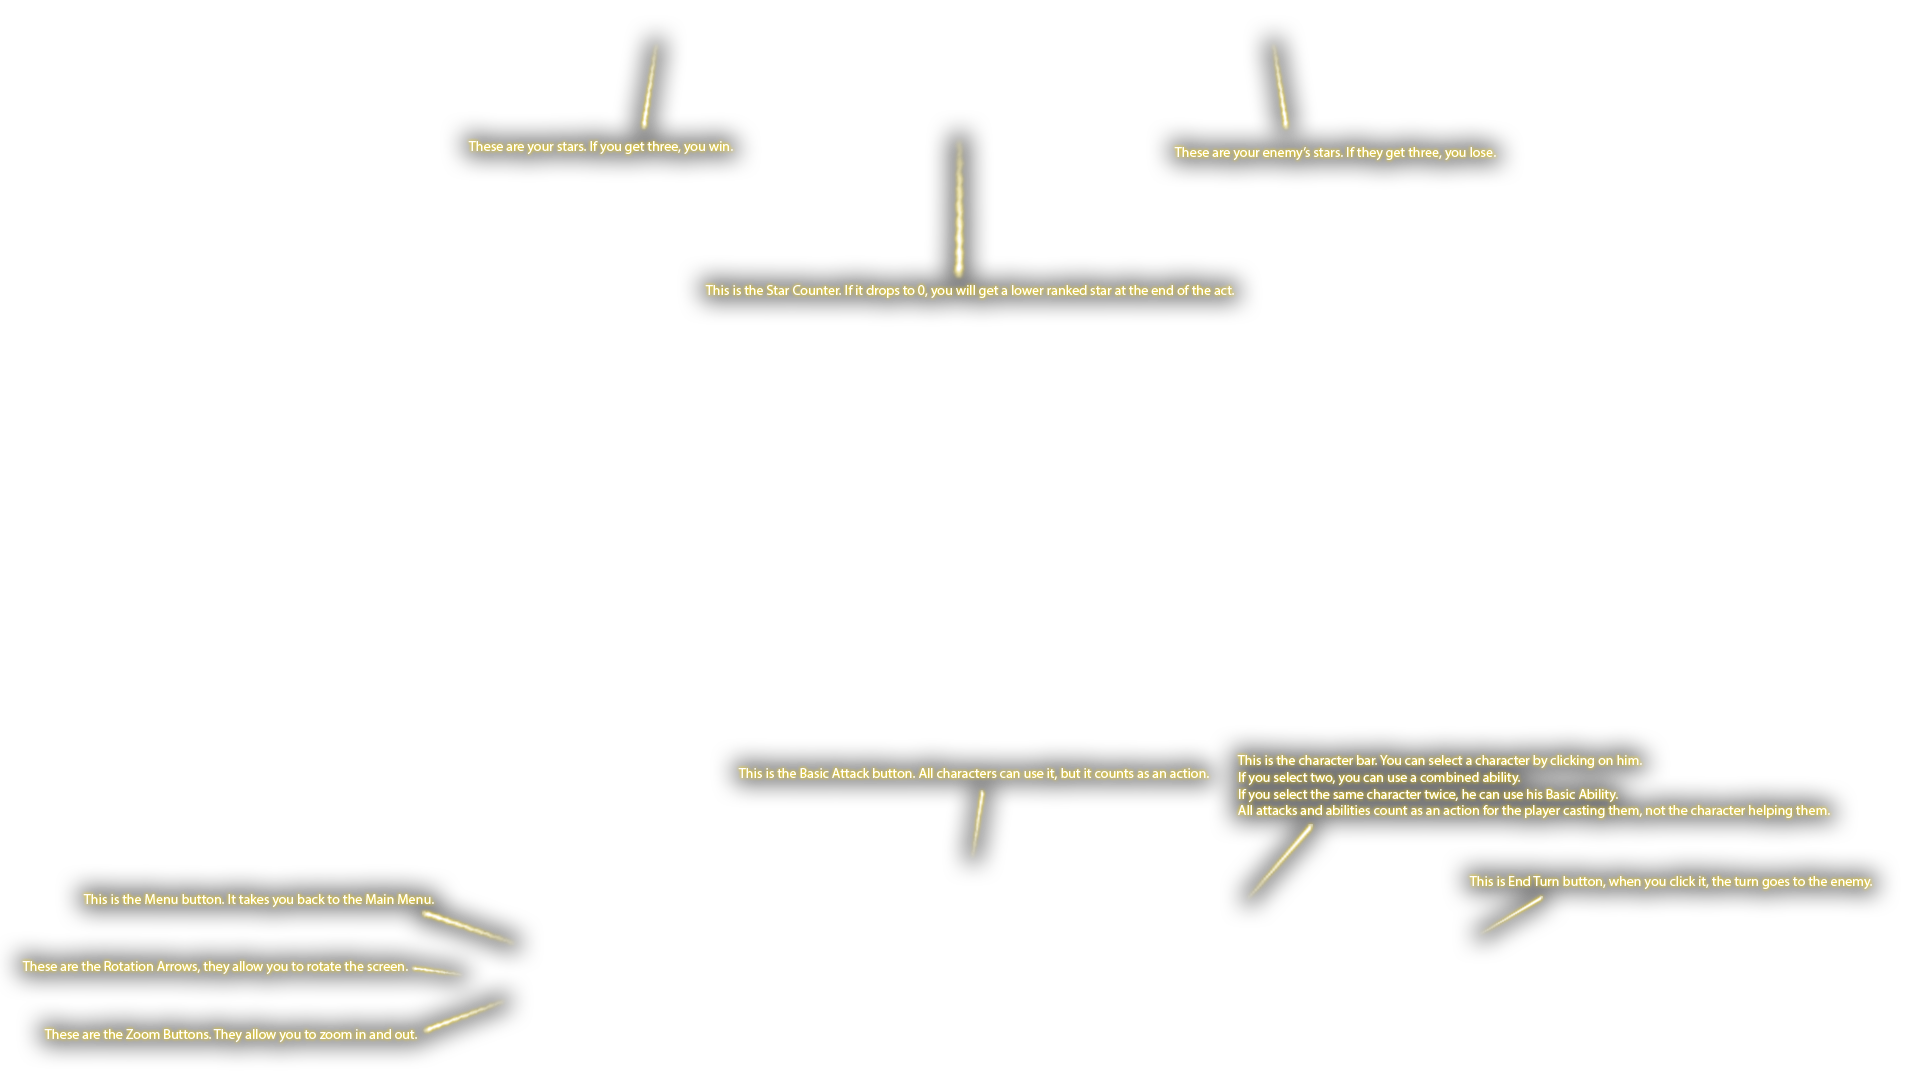 These are your stars. If you get three, you win.
These are your enemy’s stars. If they get three, you lose.
This is the Star Counter. If it drops to 0, you will get a lower ranked star at the end of the act.
This is the Basic Attack button. All characters can use it, but it counts as an action.
This is the character bar. You can select a character by clicking on him.
If you select two, you can use a combined ability.
If you select the same character twice, he can use his Basic Ability.
All attacks and abilities count as an action for the player casting them, not the character helping them.
This is End Turn button, when you click it, the turn goes to the enemy.
This is the Menu button. It takes you back to the Main Menu.
These are the Rotation Arrows, they allow you to rotate the screen.
These are the Zoom Buttons. They allow you to zoom in and out.